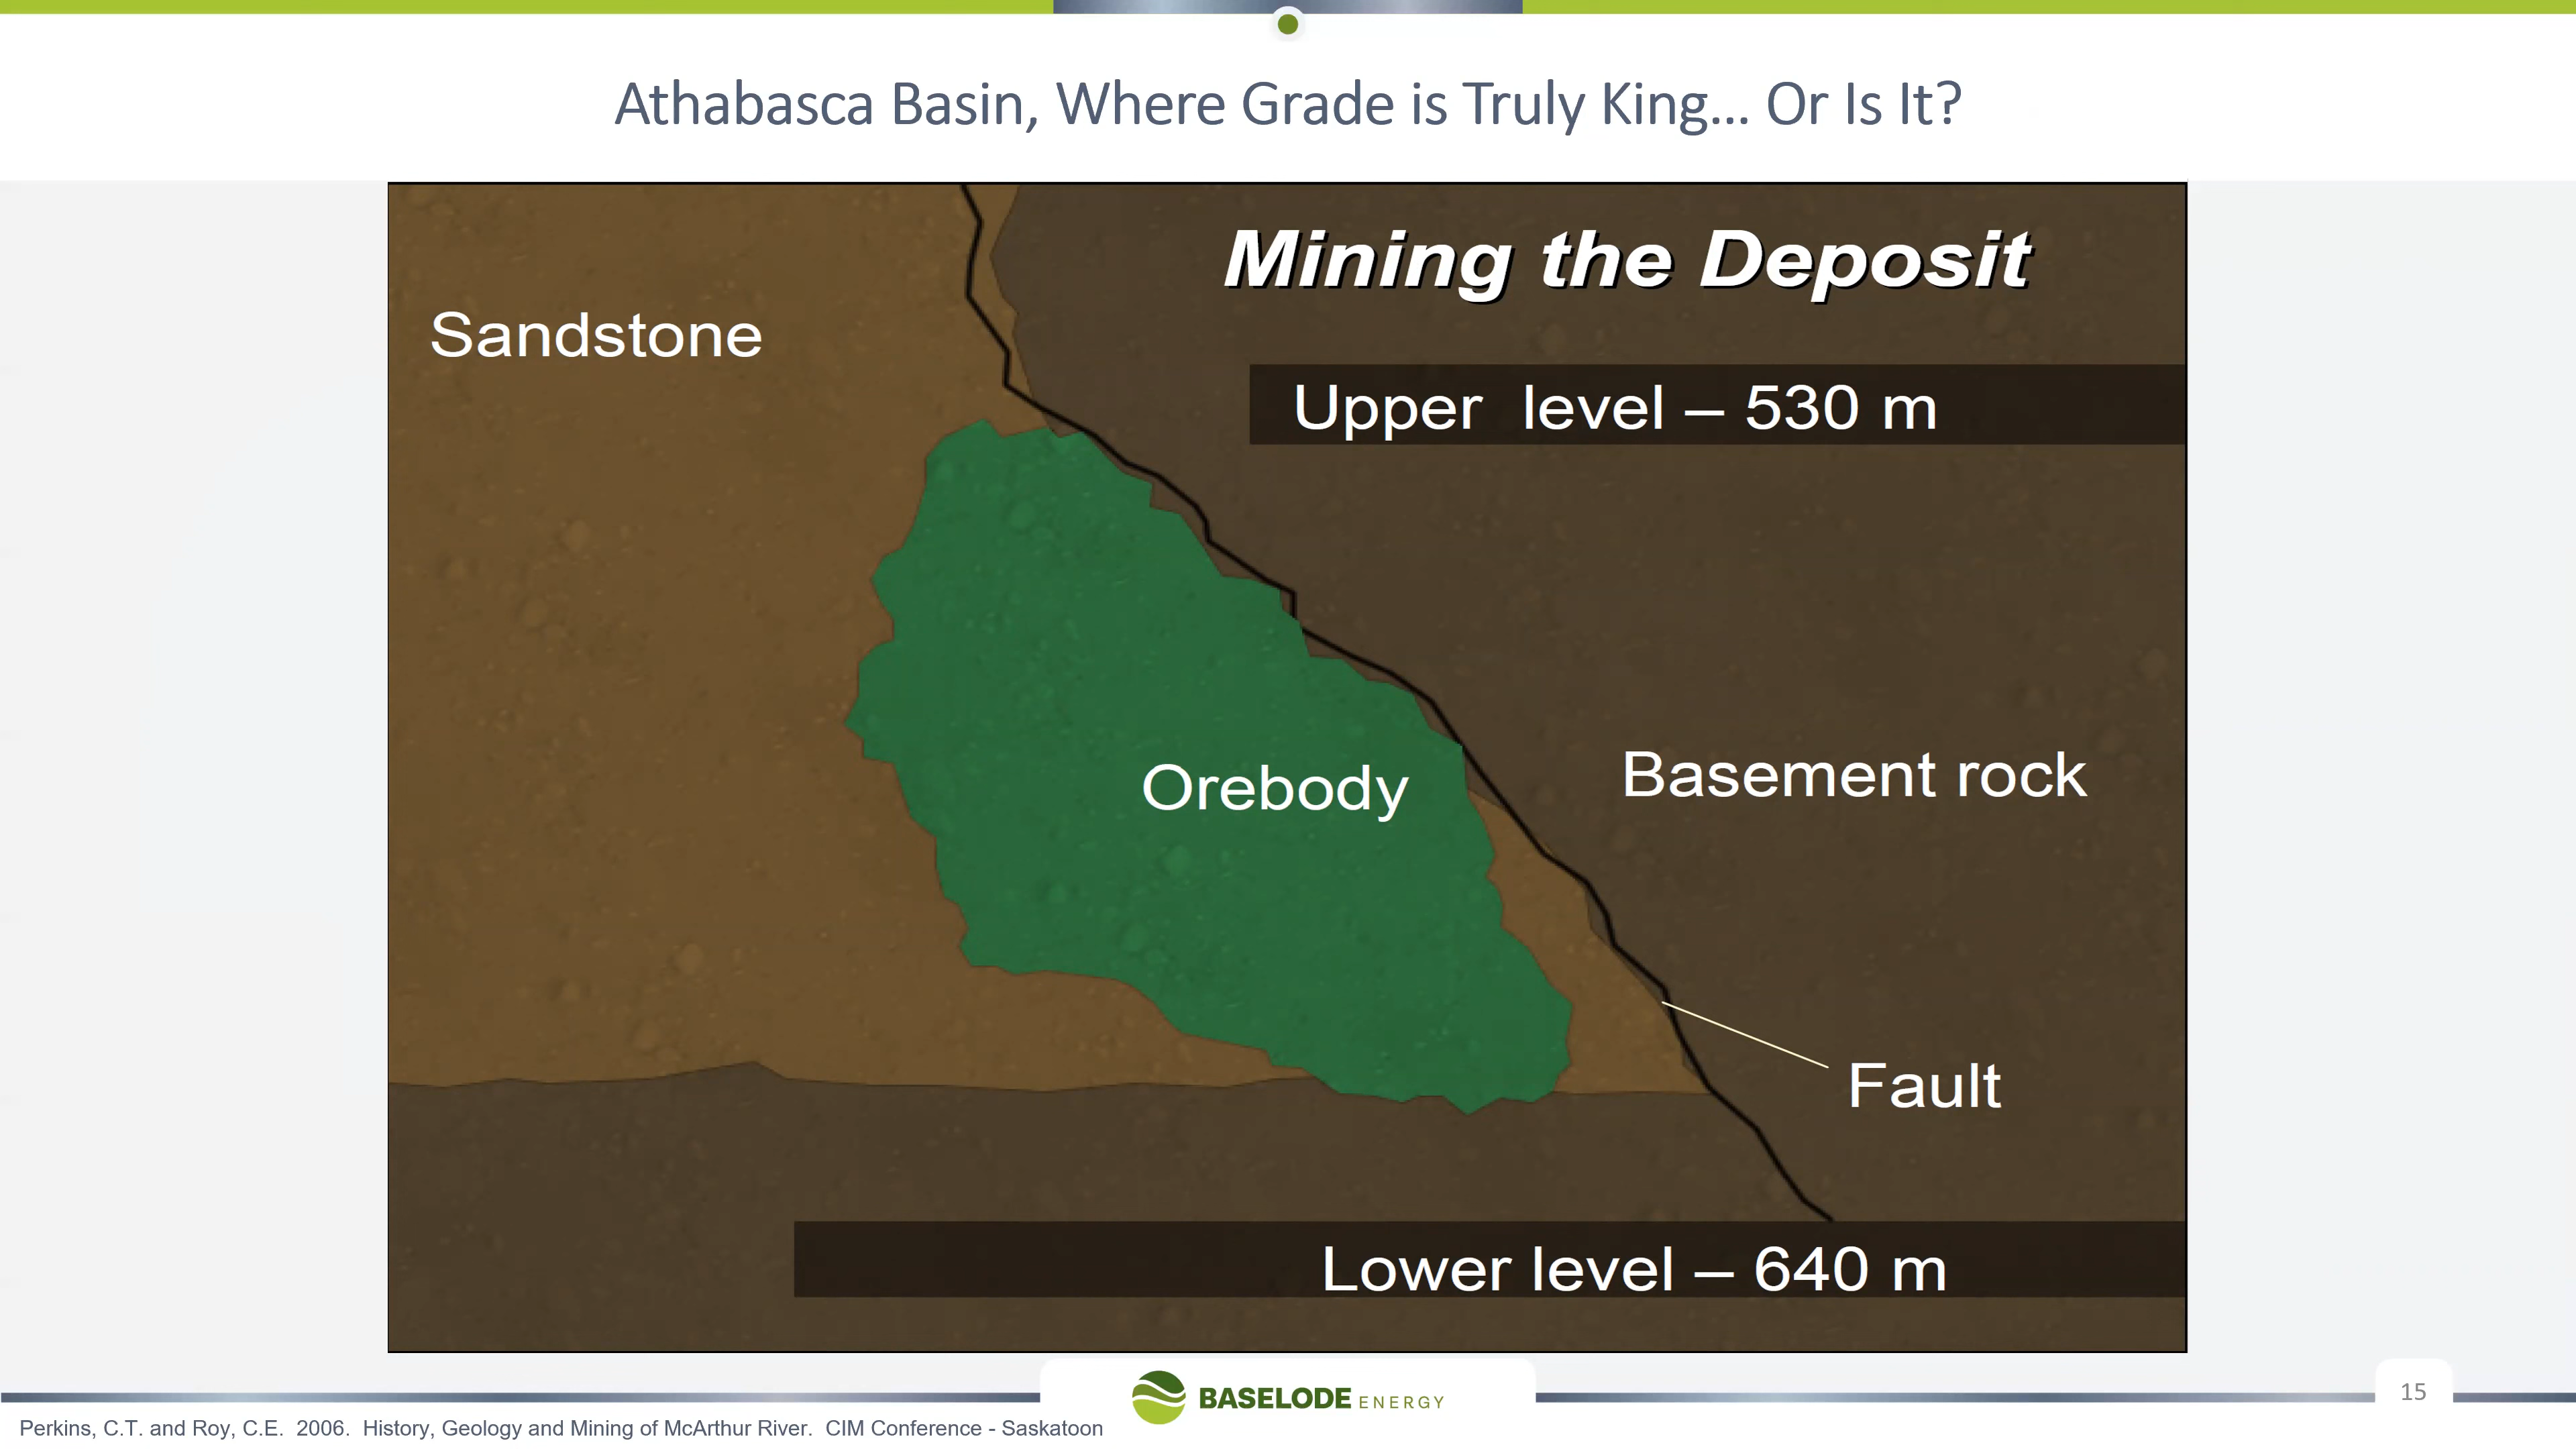 Athabasca Basin, Where Grade is Truly King... Or Is It?
Mining the Deposit
Sandstone
Upper level – 530 m
Orebody
Basement rock
Fault
Lower level – 640 m
BASELODE ENERGY
15
Perkins, C.T. and Roy, C.E. 2006. History, Geology and Mining of McArthur River. CIM Conference - Saskatoon